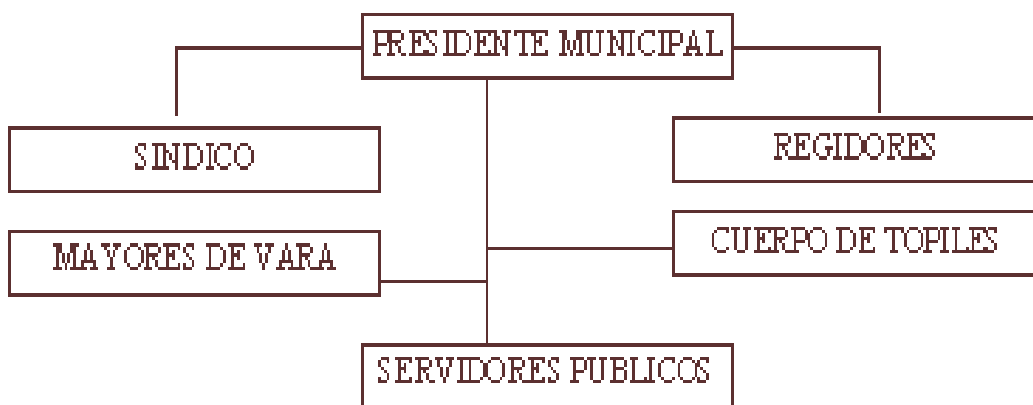 PRESIDENTE MUNICIPAL
SINDICO
REGIDORES
MAYORES DE VARA
CUERPO DE TOPILES
SERVIDORES PUBLICOS